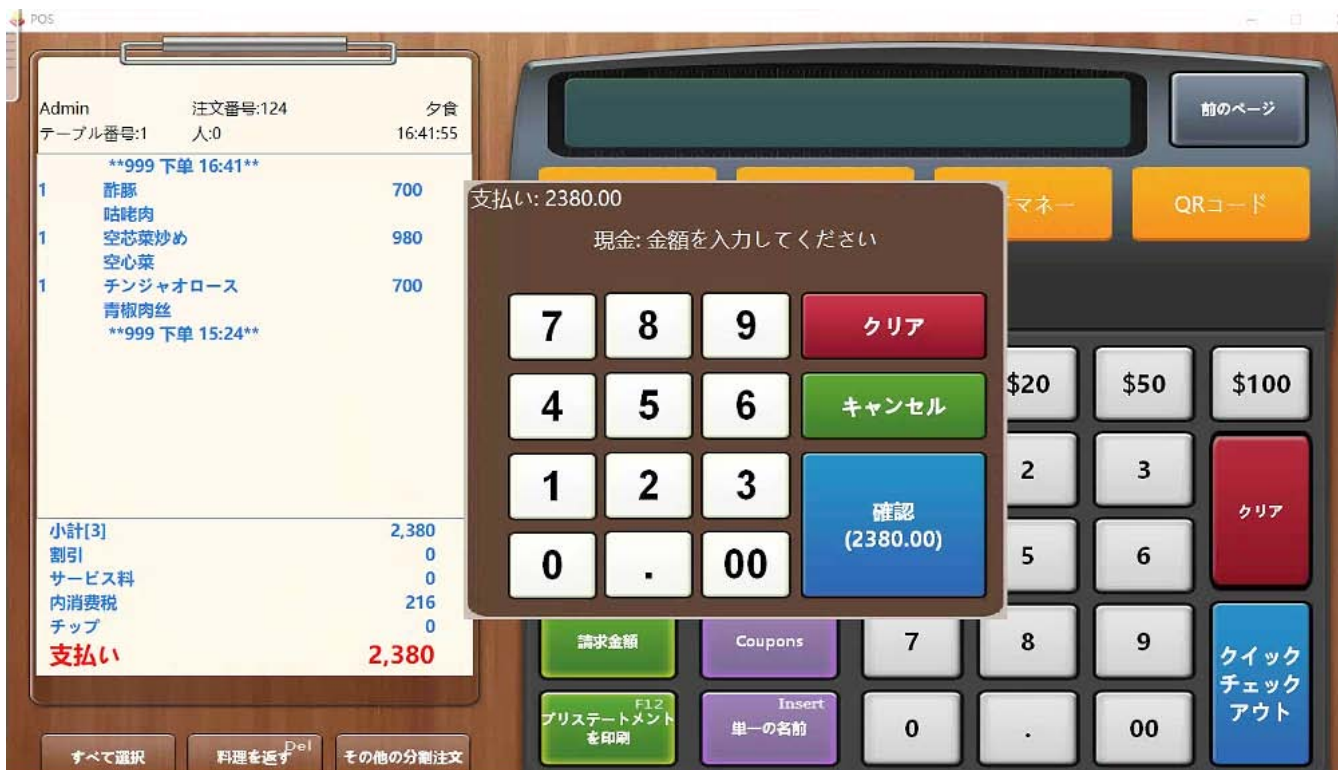 POS
Admin 注文番号:124 夕食
テーブル番号:1 人:0 16:41:55
**999 下单 16:41**
1 酢豚 700
咕咾肉
1 空芯菜炒め 980
空心菜
1 チンジャオロース 700
青椒肉丝
**999 下单 15:24**
小計[3] 2,380
割引 0
サービス料 0
内消費税 216
チップ 0
支払い 2,380
すべて選択
料理を返す Del
その他の分割注文
前のページ
マネー
QRコード
支払い: 2380.00
現金: 金額を入力してください
7 8 9 クリア
4 5 6 キャンセル
1 2 3 確認
(2380.00)
0 . 00
$20 $50 $100
2 3 クリア
5 6
請求金額 Coupons 7 8 9 クイック
チェック
アウト
F12
プリステートメント
を印刷
Insert
単一の名前
0 . 00